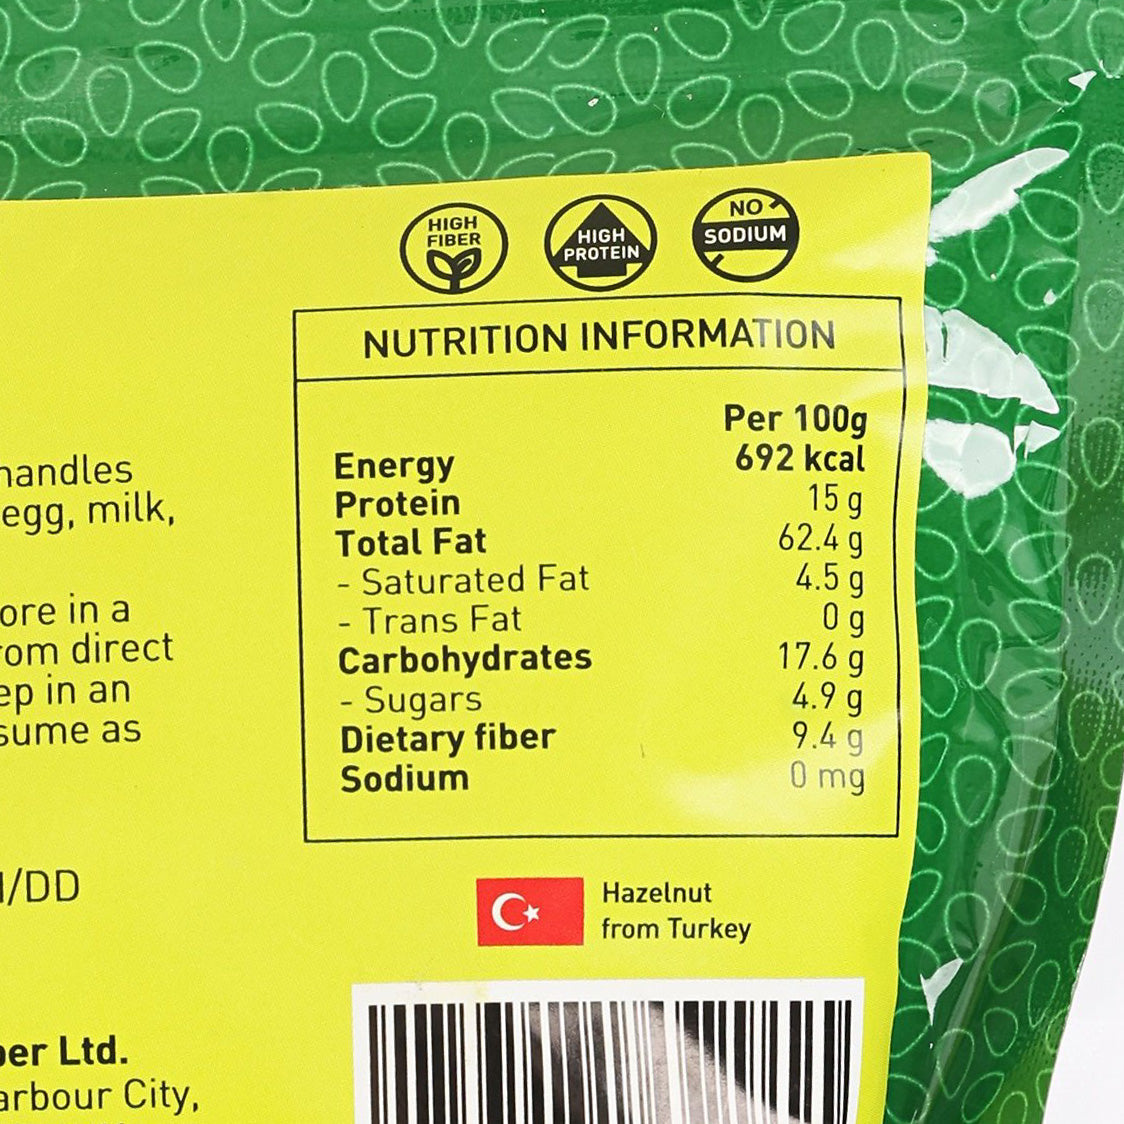 HIGH
FIBER
HIGH
PROTEIN
NO
SODIUM
NUTRITION INFORMATION
Per 100g
Energy 692 kcal
Protein 15 g
Total Fat 62.4 g
- Saturated Fat 4.5 g
- Trans Fat 0 g
Carbohydrates 17.6 g
- Sugars 4.9 g
Dietary fiber 9.4 g
Sodium 0 mg
Hazelnut
from Turkey
handles
egg, milk,
ore in a
rom direct
ep in an
sume as
/DD
ber Ltd.
arbour City,